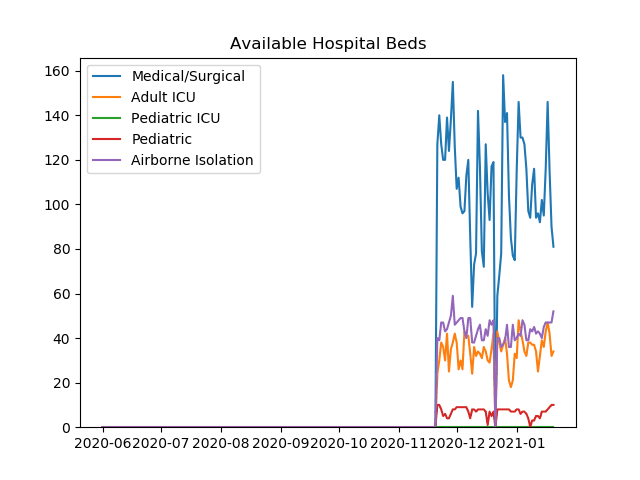 Available Hospital Beds
160
140
120
100
80
60
40
20
0
Medical/Surgical
Adult ICU
Pediatric ICU
Pediatric
Airborne Isolation
2020-06 2020-07 2020-08 2020-09 2020-10 2020-11 2020-12 2021-01